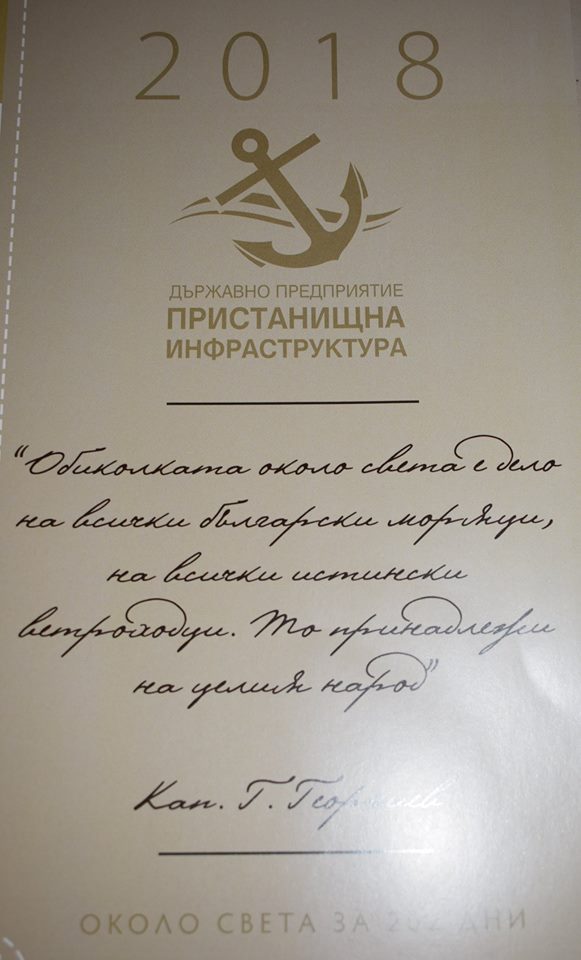 2018
ДЪРЖАВНО ПРЕДПРИЯТИЕ
ПРИСТАНИЩНА
ИНФРАСТРУКТУРА
"Обиколката около света е дело
на всички български моряци,
на всички истински
ветроходци. То принадлежи
на целия народ"
Кап. Г. Георгиев
ОКОЛО СВЕТА ЗА ДНИ